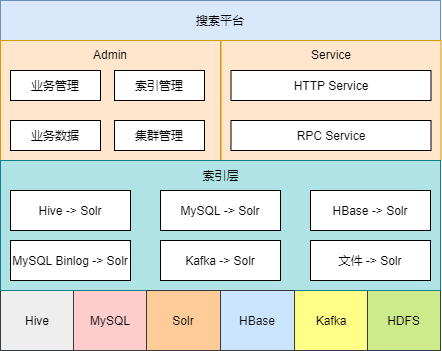 搜索平台
Admin
Service
业务管理
索引管理
HTTP Service
业务数据
集群管理
RPC Service
索引层
Hive -> Solr
MySQL -> Solr
HBase -> Solr
MySQL Binlog -> Solr
Kafka -> Solr
文件 -> Solr
Hive
MySQL
Solr
HBase
Kafka
HDFS